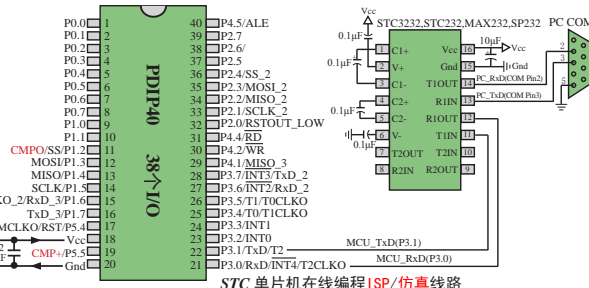 STC3232,STC232,MAX232,SP232 PC COM
P0.0 1 40 P4.5/ALE
P0.1 2 39 P2.7
P0.2 3 38 P2.6/
P0.3 4 37 P2.5
P0.4 5 36 P2.4/SS_2
P0.5 6 35 P2.3/MOSI_2
P0.6 7 34 P2.2/MISO_2
P0.7 8 33 P2.1/SCLK_2
P1.0 9 32 P2.0/RSTOUT_LOW
P1.1 10 31 P4.4/RD
CMPO/SS/P1.2 11 30 P4.2/WR
MOSI/P1.3 12 29 P4.1/MISO_3
MISO/P1.4 13 28 P3.7/INT3/TxD_2
SCLK/P1.5 14 27 P3.6/INT2/RxD_2
KO_2/RxD_3/P1.6 15 26 P3.5/T1/T0CLKO
TxD_3/P1.7 16 25 P3.4/T0/T1CLKO
MCLKO/RST/P5.4 17 24 P3.3/INT1
Vcc 18 23 P3.2/INT0
CMP+/P5.5 19 22 P3.1/TxD/T2
Gnd 20 21 P3.0/RxD/INT4/T2CLKO
PDIP40
38个I/O
Vcc
0.1μF
0.1μF
0.1μF
0.1μF
10μF
Vcc
Gnd
1 C1+ Vcc 16
2 V+ Gnd 15
3 C1- T1OUT 14
4 C2+ R1IN 13
5 C2- R1OUT 12
6 V- T1IN 11
7 T2OUT T2IN 10
8 R2IN R2OUT 9
PC_RxD(COM Pin2)
PC_TxD(COM Pin3)
2
3
5
MCU_TxD(P3.1)
MCU_RxD(P3.0)
STC 单片机在线编程ISP/仿真线路